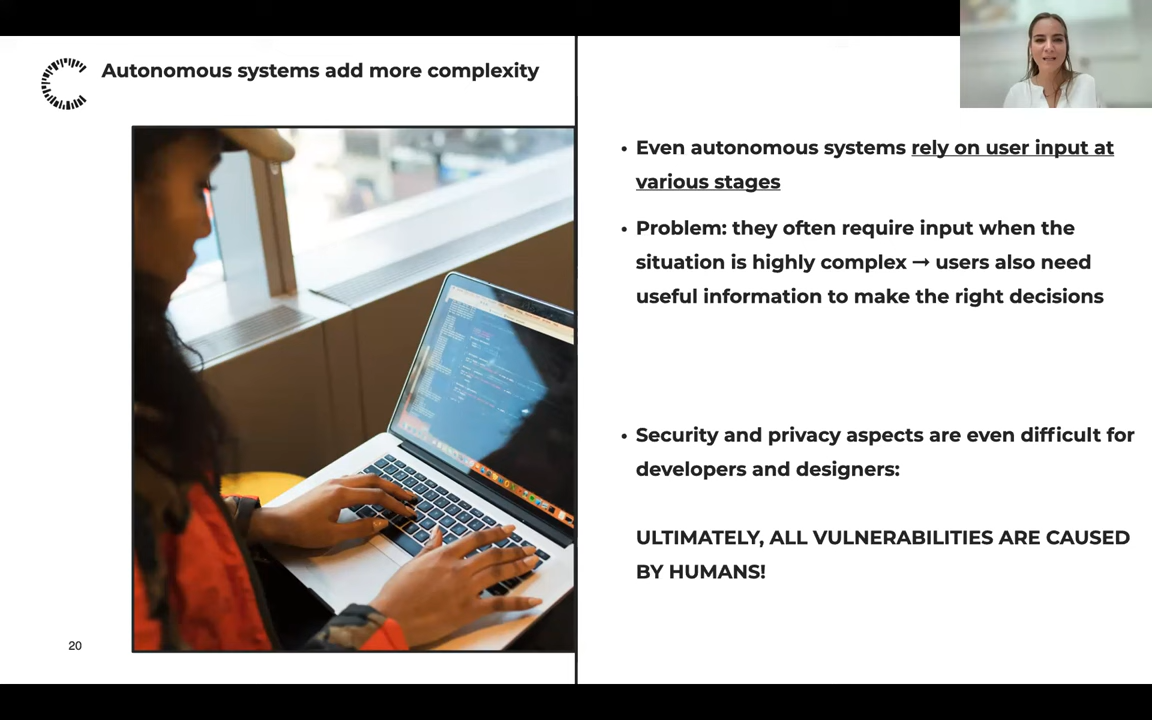 Autonomous systems add more complexity
• Even autonomous systems rely on user input at
various stages
• Problem: they often require input when the
situation is highly complex → users also need
useful information to make the right decisions
• Security and privacy aspects are even difficult for
developers and designers:
ULTIMATELY, ALL VULNERABILITIES ARE CAUSED
BY HUMANS!
20